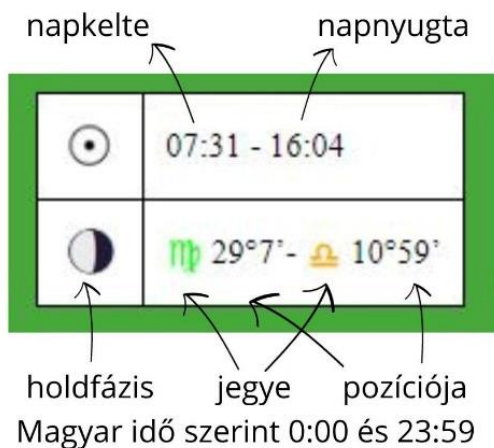 napkelte napnyugta
☉ 07:31 - 16:04
♍ 29°7'- ♎ 10°59'
holdfázis jegye pozíciója
Magyar idő szerint 0:00 és 23:59